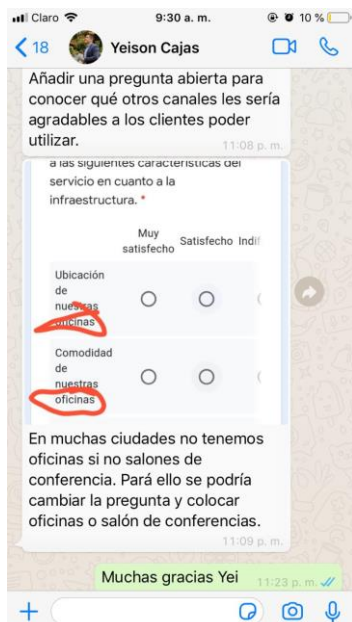 Claro 9:30 a. m. 10 %
18 Yeison Cajas
Añadir una pregunta abierta para
conocer qué otros canales les sería
agradables a los clientes poder
utilizar.
11:08 p. m.
a las siguientes características del
servicio en cuanto a la
infraestructura. *
Muy
satisfecho Satisfecho Indif
Ubicación
de
nuestras
oficinas
Comodidad
de
nuestras
oficinas
En muchas ciudades no tenemos
oficinas si no salones de
conferencia. Pará ello se podría
cambiar la pregunta y colocar
oficinas o salón de conferencias.
11:09 p. m.
Muchas gracias Yei 11:23 p. m.